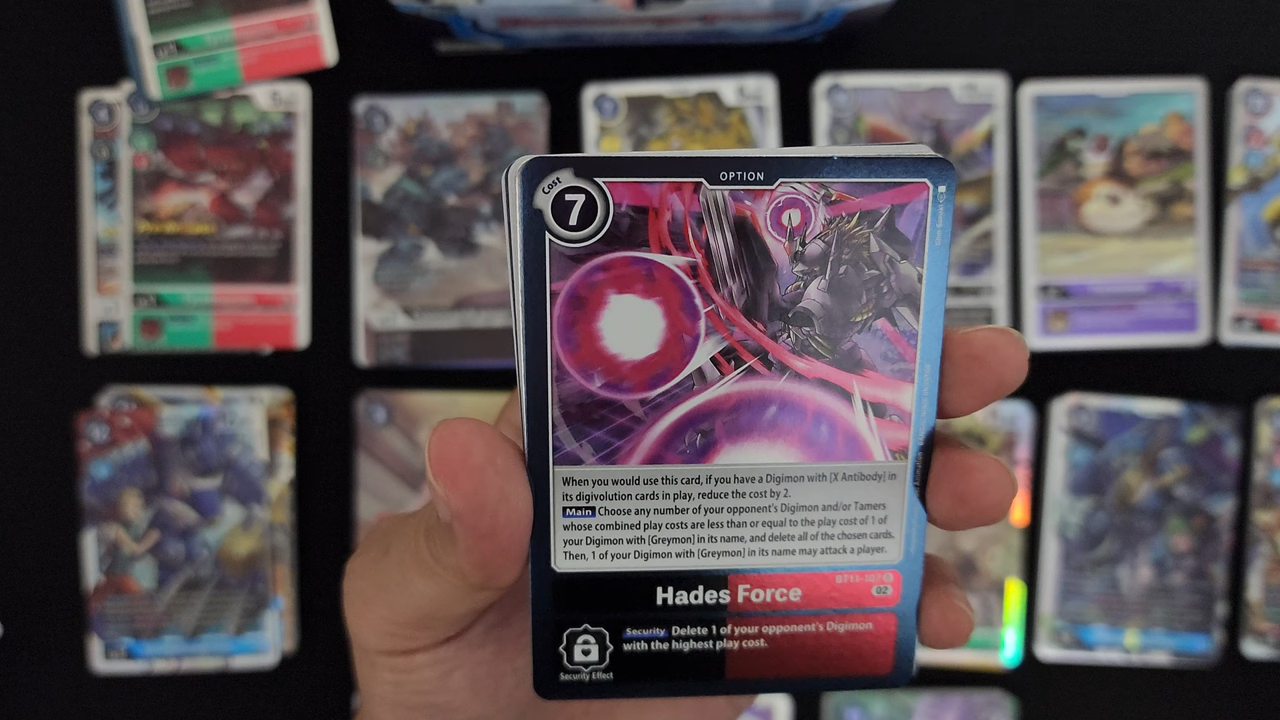 OPTION
Cost
7
When you would use this card, if you have a Digimon with [X Antibody] in
its digivolution cards in play, reduce the cost by 2.
Main Choose any number of your opponent's Digimon and/or Tamers
whose combined play costs are less than or equal to the play cost of 1 of
your Digimon with [Greymon] in its name, and delete all of the chosen cards.
Then, 1 of your Digimon with [Greymon] in its name may attack a player.
BT11-107 R
Hades Force
02
Security Delete 1 of your opponent's Digimon
with the highest play cost.
Security Effect